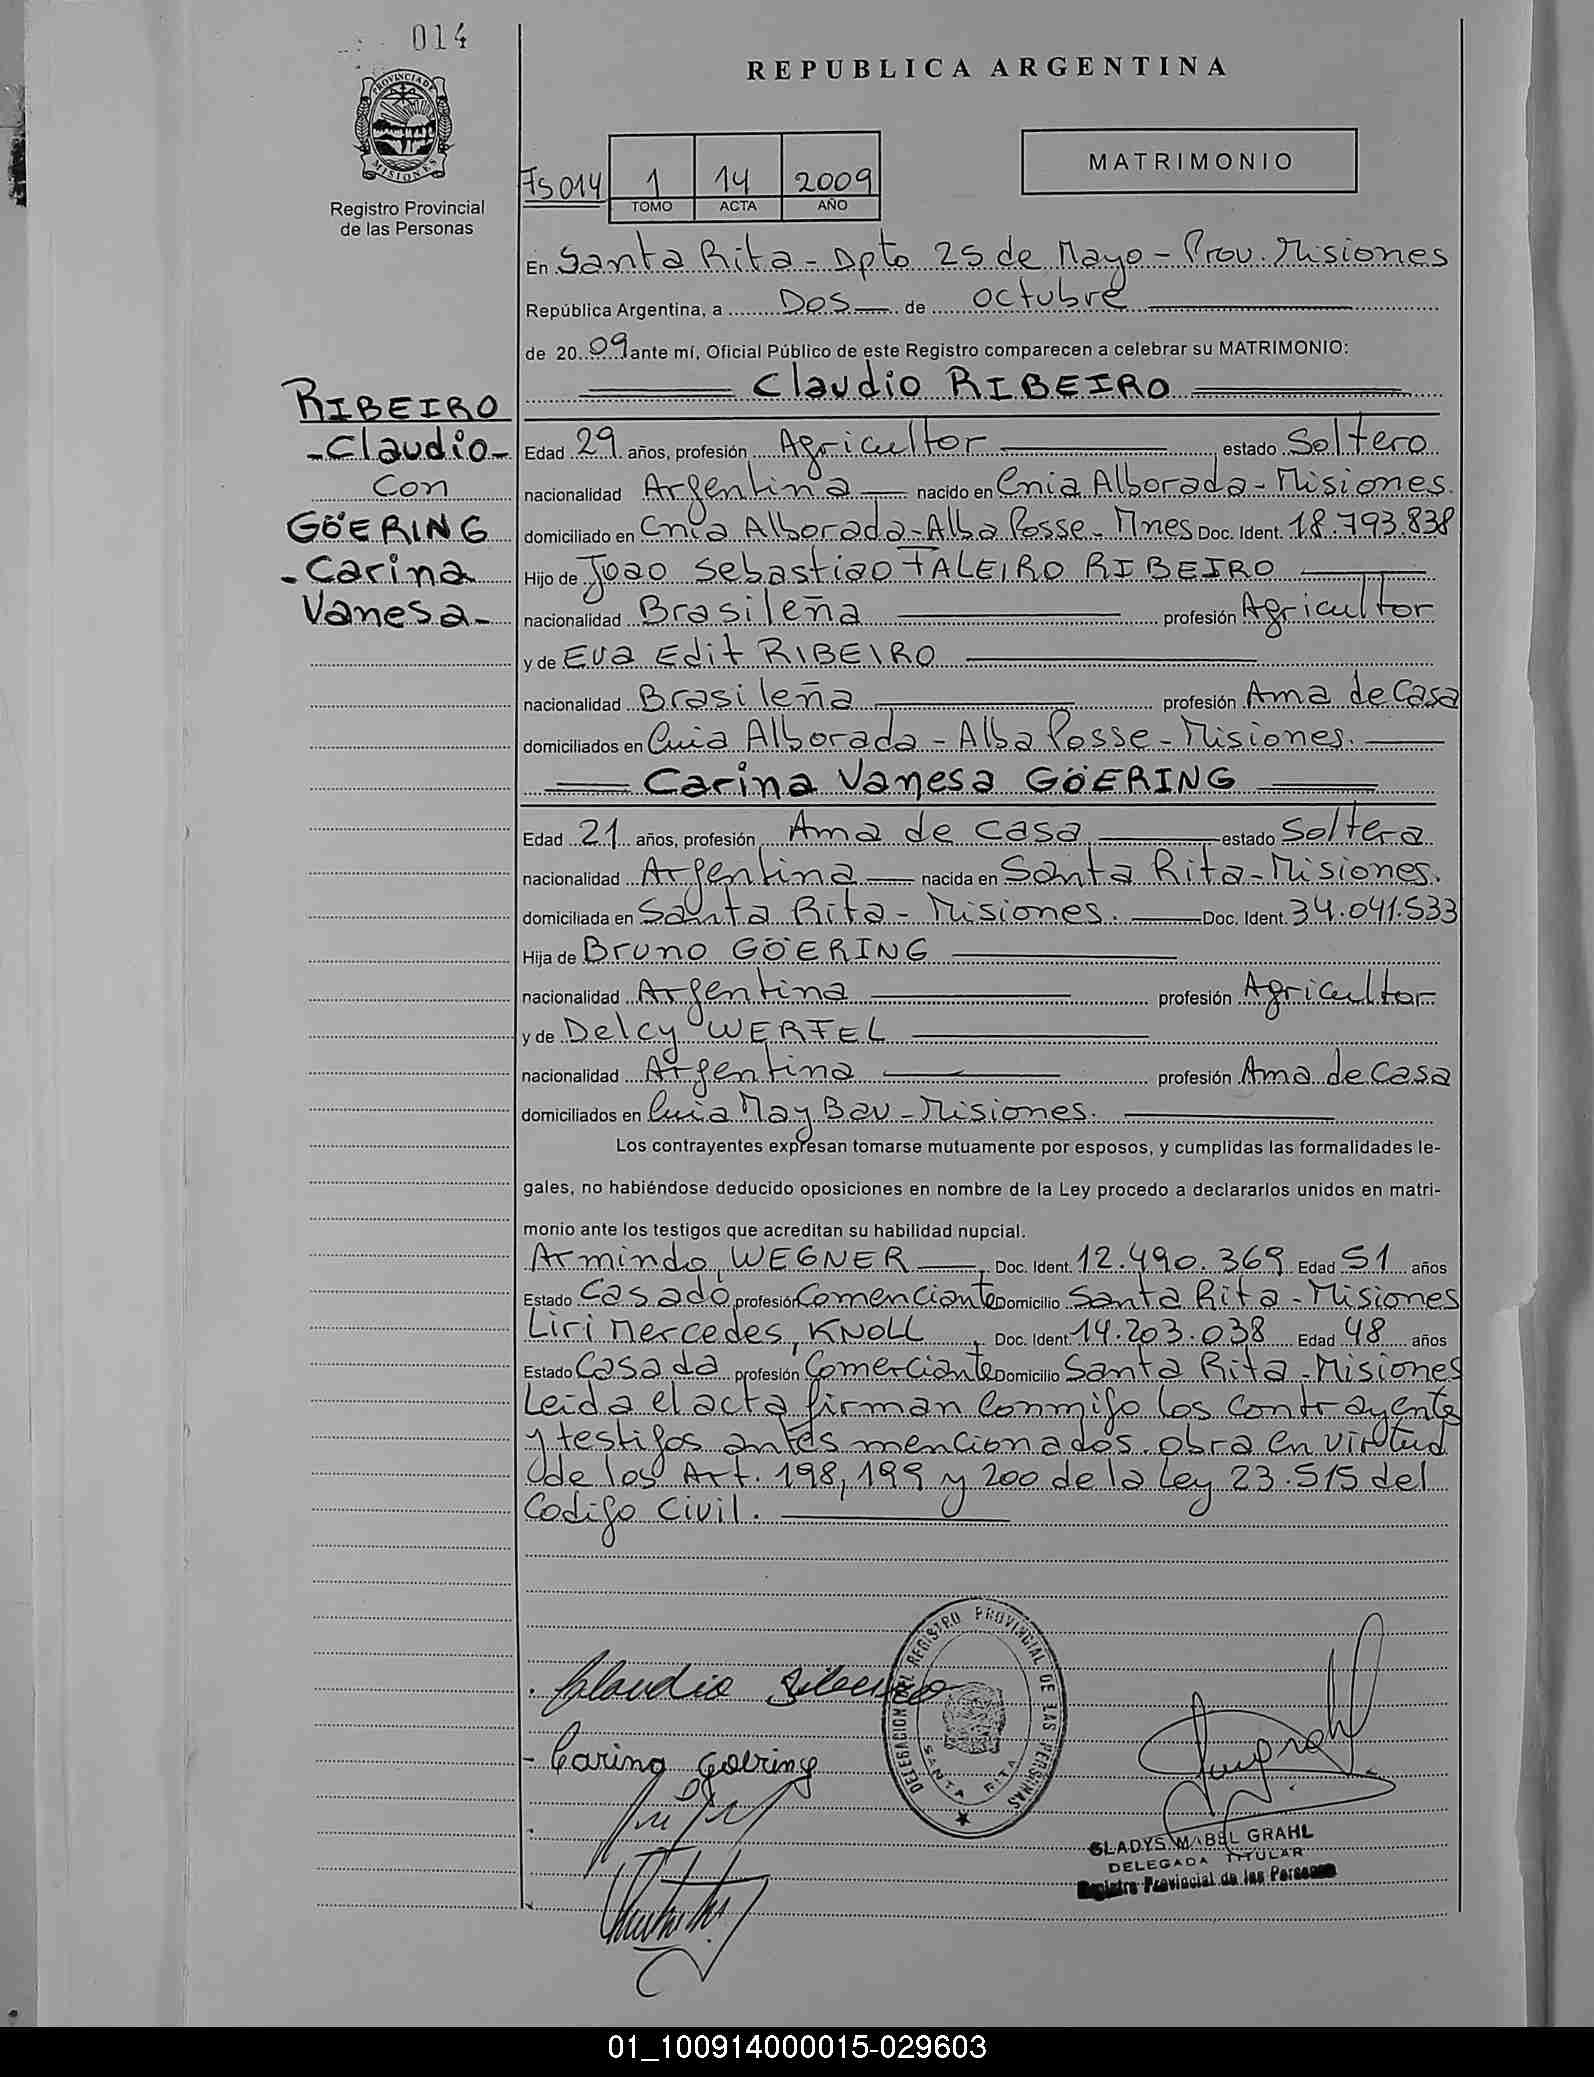 014
PROVINCIA DE
MISIONES
Registro Provincial
de las Personas
REPUBLICA ARGENTINA
MATRIMONIO
Fs 014 1 14 2009
TOMO ACTA AÑO
En Santa Rita - Dpto 25 de Mayo - Prov. Misiones
República Argentina, a Dos de octubre
de 2009 ante mí, Oficial Público de este Registro comparecen a celebrar su MATRIMONIO:
Claudio RIBEIRO
RIBEIRO
- Claudio -
Con
GÖERING
- Carina
Vanesa -
Edad 29 años, profesión Agricultor estado Soltero
nacionalidad Argentina nacido en Cnia Alborada - Misiones.
domiciliado en Cnia Alborada - Alba Posse - Mnes Doc. Ident. 18.793.838
Hijo de Joao Sebastiao FALEIRO RIBEIRO
nacionalidad Brasileña profesión Agricultor
y de Eva Edit RIBEIRO
nacionalidad Brasileña profesión Ama de Casa
domiciliados en Cnia Alborada - Alba Posse - Misiones.
Carina Vanesa GÖERING
Edad 21 años, profesión Ama de casa estado Soltera
nacionalidad Argentina nacida en Santa Rita - Misiones.
domiciliada en Santa Rita - Misiones. Doc. Ident. 34.041.533
Hija de Bruno GÖERING
nacionalidad Argentina profesión Agricultor
y de Delcy WERFEL
nacionalidad Argentina profesión Ama de Casa
domiciliados en Cnia May Bau - Misiones.
Los contrayentes expresan tomarse mutuamente por esposos, y cumplidas las formalidades le-
gales, no habiéndose deducido oposiciones en nombre de la Ley procedo a declararlos unidos en matri-
monio ante los testigos que acreditan su habilidad nupcial.
Armindo, WEGNER Doc. Ident. 12.490.369 Edad 51 años
Estado Casado profesión Comenciante Domicilio Santa Rita - Misiones
Liri Mercedes, KNOLL Doc. Ident. 14.203.038 Edad 48 años
Estado Casada profesión Comerciante Domicilio Santa Rita - Misiones
Leida el acta firman conmigo los Contrayentes
y testigos antes mencionados. obra en virtud
de los Art. 198, 199 y 200 de la Ley 23.515 del
Codigo Civil.
Claudio Ribeiro
- Carina Goering
DELEGACION DEL REGISTRO PROVINCIAL DE LAS PERSONAS
SANTA RITA
GLADYS MABEL GRAHL
DELEGADA TITULAR
Registro Provincial de las Personas
01_100914000015-029603